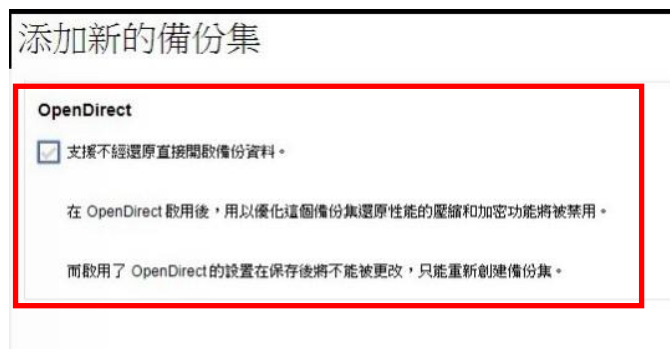 添加新的備份集
OpenDirect
支援不經還原直接開啟備份資料。
在 OpenDirect 啟用後，用以優化這個備份集還原性能的壓縮和加密功能將被禁用。
而啟用了 OpenDirect 的設置在保存後將不能被更改，只能重新創建備份集。